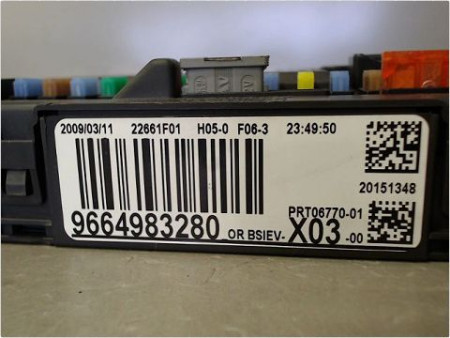 2009/03/11 22661F01 H05-0 F06-3 23:49:50
20151348
PRT06770-01
9664983280 OR BSIEV- X03 -00